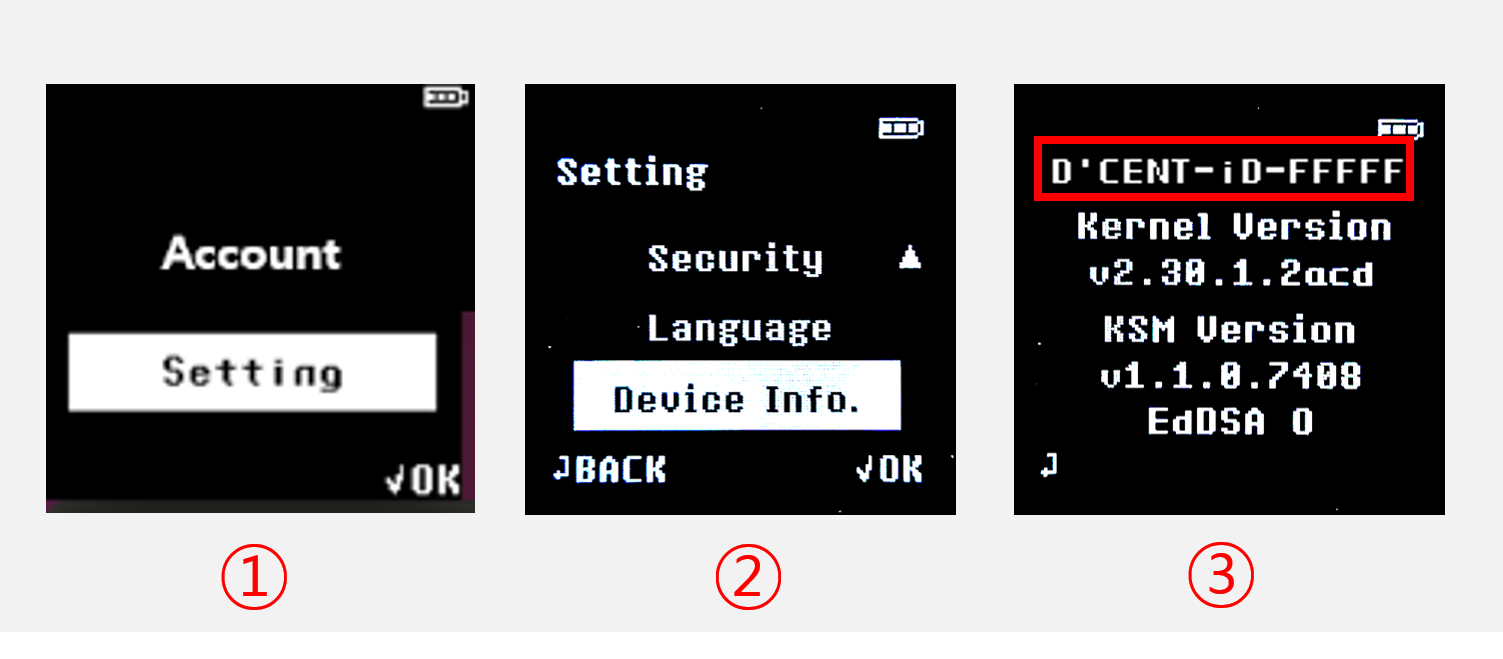 Account
Setting
√OK
①
Setting
Security ▲
Language
Device Info.
↲BACK √OK
②
D'CENT-iD-FFFFF
Kernel Version
v2.30.1.2acd
KSM Version
v1.1.0.7408
EdDSA O
↲
③